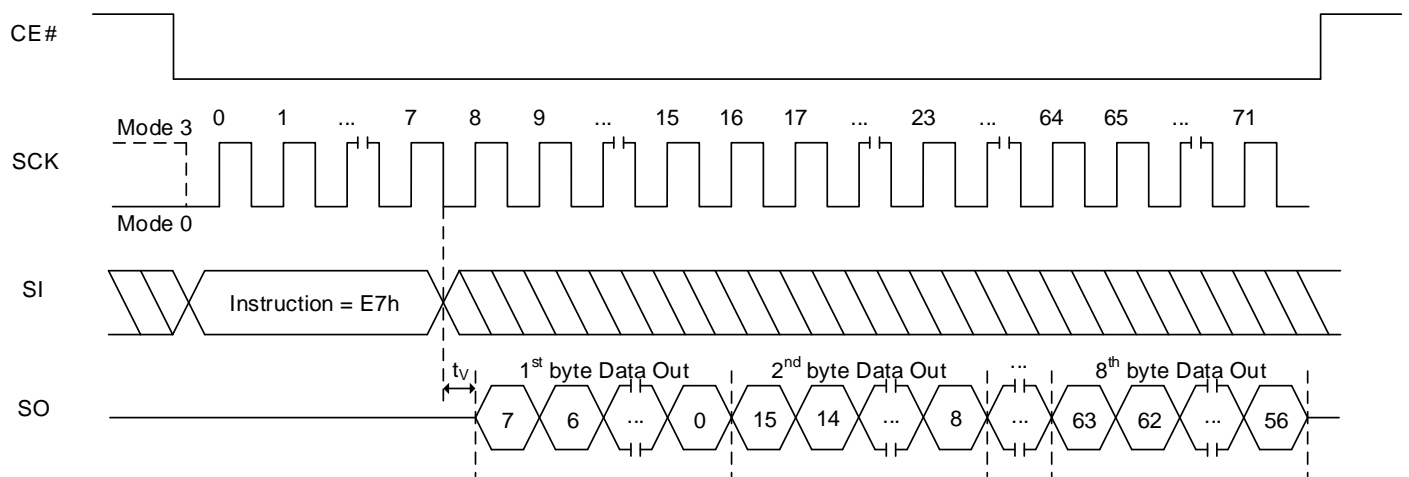 CE#
0 1 ... 7 8 9 ... 15 16 17 ... 23 ... 64 65 ... 71
Mode 3
SCK
Mode 0
SI
Instruction = E7h
tV 1st byte Data Out 2nd byte Data Out ... 8th byte Data Out
SO
7 6 ... 0 15 14 ... 8 ... 63 62 ... 56